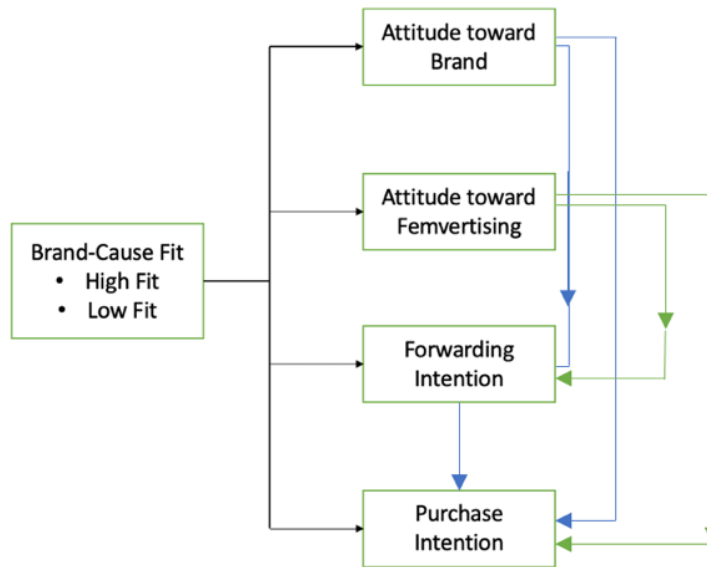 Attitude toward
Brand
Attitude toward
Femvertising
Brand-Cause Fit
• High Fit
• Low Fit
Forwarding
Intention
Purchase
Intention